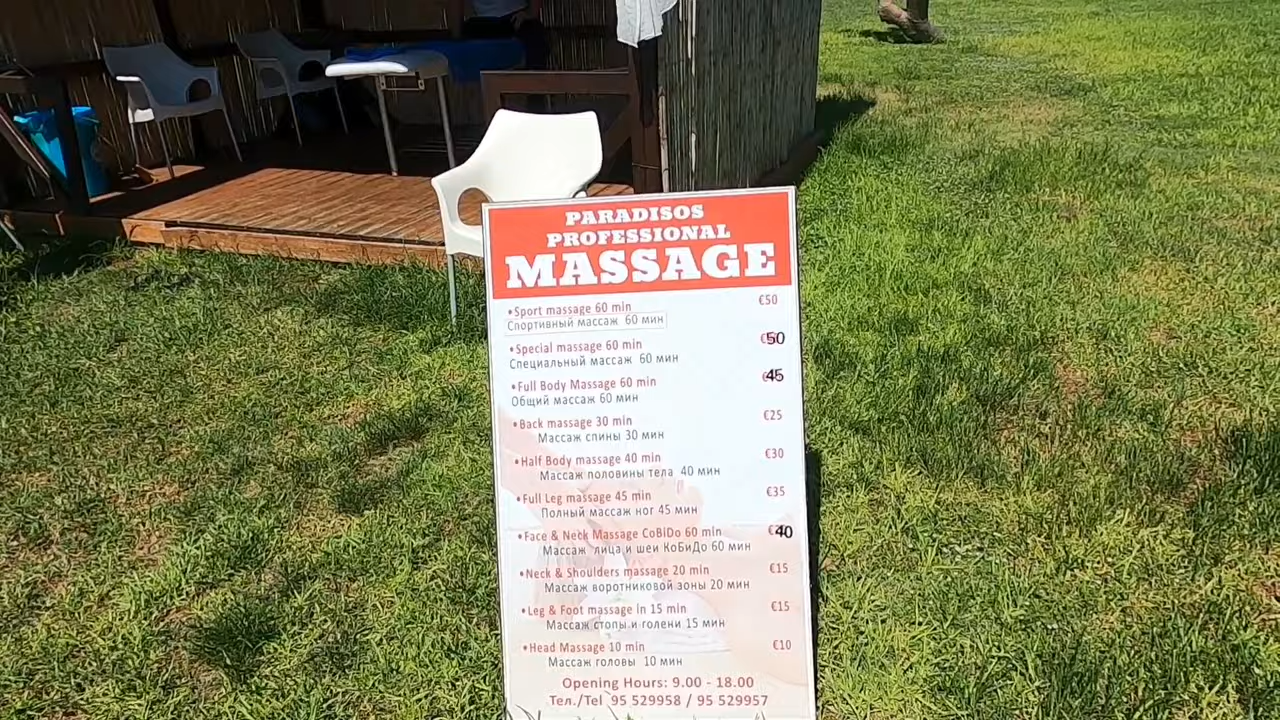 PARADISOS
PROFESSIONAL
MASSAGE
•Sport massage 60 min €50
Спортивный массаж 60 мин
•Special massage 60 min €50
Специальный массаж 60 мин
•Full Body Massage 60 min €45
Общий массаж 60 мин
•Back massage 30 min €25
Массаж спины 30 мин
•Half Body massage 40 min €30
Массаж половины тела 40 мин
•Full Leg massage 45 min €35
Полный массаж ног 45 мин
•Face & Neck Massage CoBiDo 60 min €40
Массаж лица и шеи КоБиДо 60 мин
•Neck & Shoulders massage 20 min €15
Массаж воротниковой зоны 20 мин
•Leg & Foot massage in 15 min €15
Массаж стопы и голени 15 мин
•Head Massage 10 min €10
Массаж головы 10 мин
Opening Hours: 9.00 - 18.00
Тел./Tel 95 529958 / 95 529957